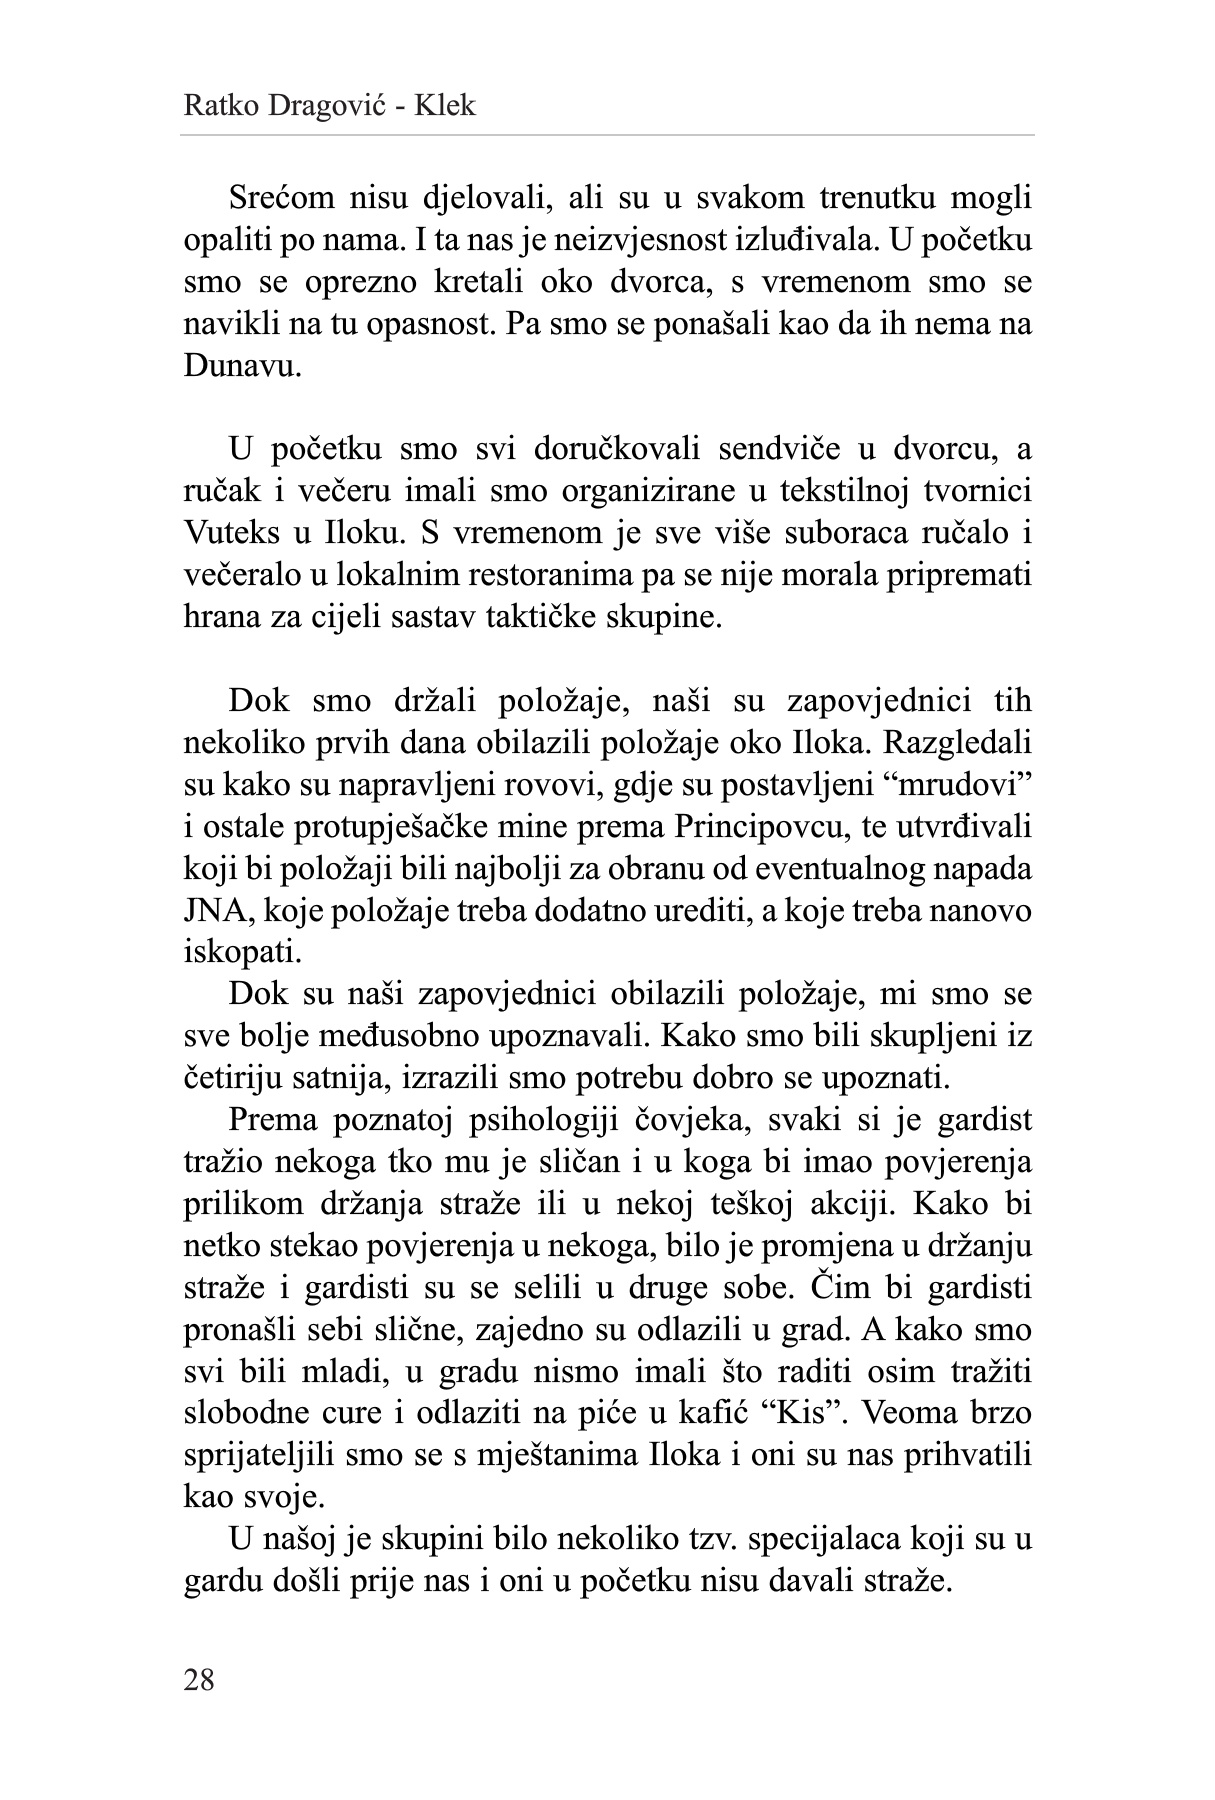 Ratko Dragović - Klek
Srećom nisu djelovali, ali su u svakom trenutku mogli
opaliti po nama. I ta nas je neizvjesnost izluđivala. U početku
smo se oprezno kretali oko dvorca, s vremenom smo se
navikli na tu opasnost. Pa smo se ponašali kao da ih nema na
Dunavu.
U početku smo svi doručkovali sendviče u dvorcu, a
ručak i večeru imali smo organizirane u tekstilnoj tvornici
Vuteks u Iloku. S vremenom je sve više suboraca ručalo i
večeralo u lokalnim restoranima pa se nije morala pripremati
hrana za cijeli sastav taktičke skupine.
Dok smo držali položaje, naši su zapovjednici tih
nekoliko prvih dana obilazili položaje oko Iloka. Razgledali
su kako su napravljeni rovovi, gdje su postavljeni “mrudovi”
i ostale protupješačke mine prema Principovcu, te utvrđivali
koji bi položaji bili najbolji za obranu od eventualnog napada
JNA, koje položaje treba dodatno urediti, a koje treba nanovo
iskopati.
Dok su naši zapovjednici obilazili položaje, mi smo se
sve bolje međusobno upoznavali. Kako smo bili skupljeni iz
četiriju satnija, izrazili smo potrebu dobro se upoznati.
Prema poznatoj psihologiji čovjeka, svaki si je gardist
tražio nekoga tko mu je sličan i u koga bi imao povjerenja
prilikom držanja straže ili u nekoj teškoj akciji. Kako bi
netko stekao povjerenja u nekoga, bilo je promjena u držanju
straže i gardisti su se selili u druge sobe. Čim bi gardisti
pronašli sebi slične, zajedno su odlazili u grad. A kako smo
svi bili mladi, u gradu nismo imali što raditi osim tražiti
slobodne cure i odlaziti na piće u kafić “Kis”. Veoma brzo
sprijateljili smo se s mještanima Iloka i oni su nas prihvatili
kao svoje.
U našoj je skupini bilo nekoliko tzv. specijalaca koji su u
gardu došli prije nas i oni u početku nisu davali straže.
28